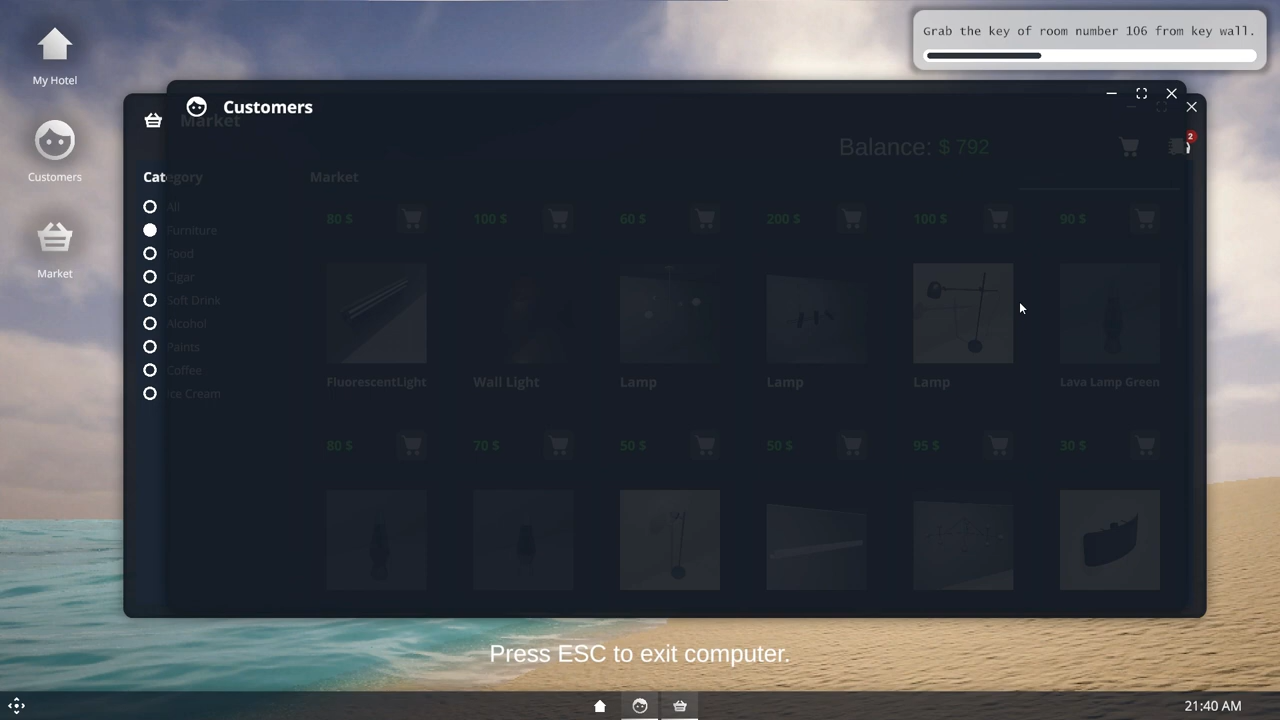 Grab the key of room number 106 from key wall.
My Hotel
Customers
Market
Customers
Market
Balance: $ 792
2
Category
Market
All
Furniture
Food
Cigar
Soft Drink
Alcohol
Paints
Coffee
Ice Cream
80 $ 100 $ 60 $ 200 $ 100 $ 90 $
FluorescentLight Wall Light Lamp Lamp Lamp Lava Lamp Green
80 $ 70 $ 50 $ 50 $ 95 $ 30 $
Press ESC to exit computer.
21:40 AM